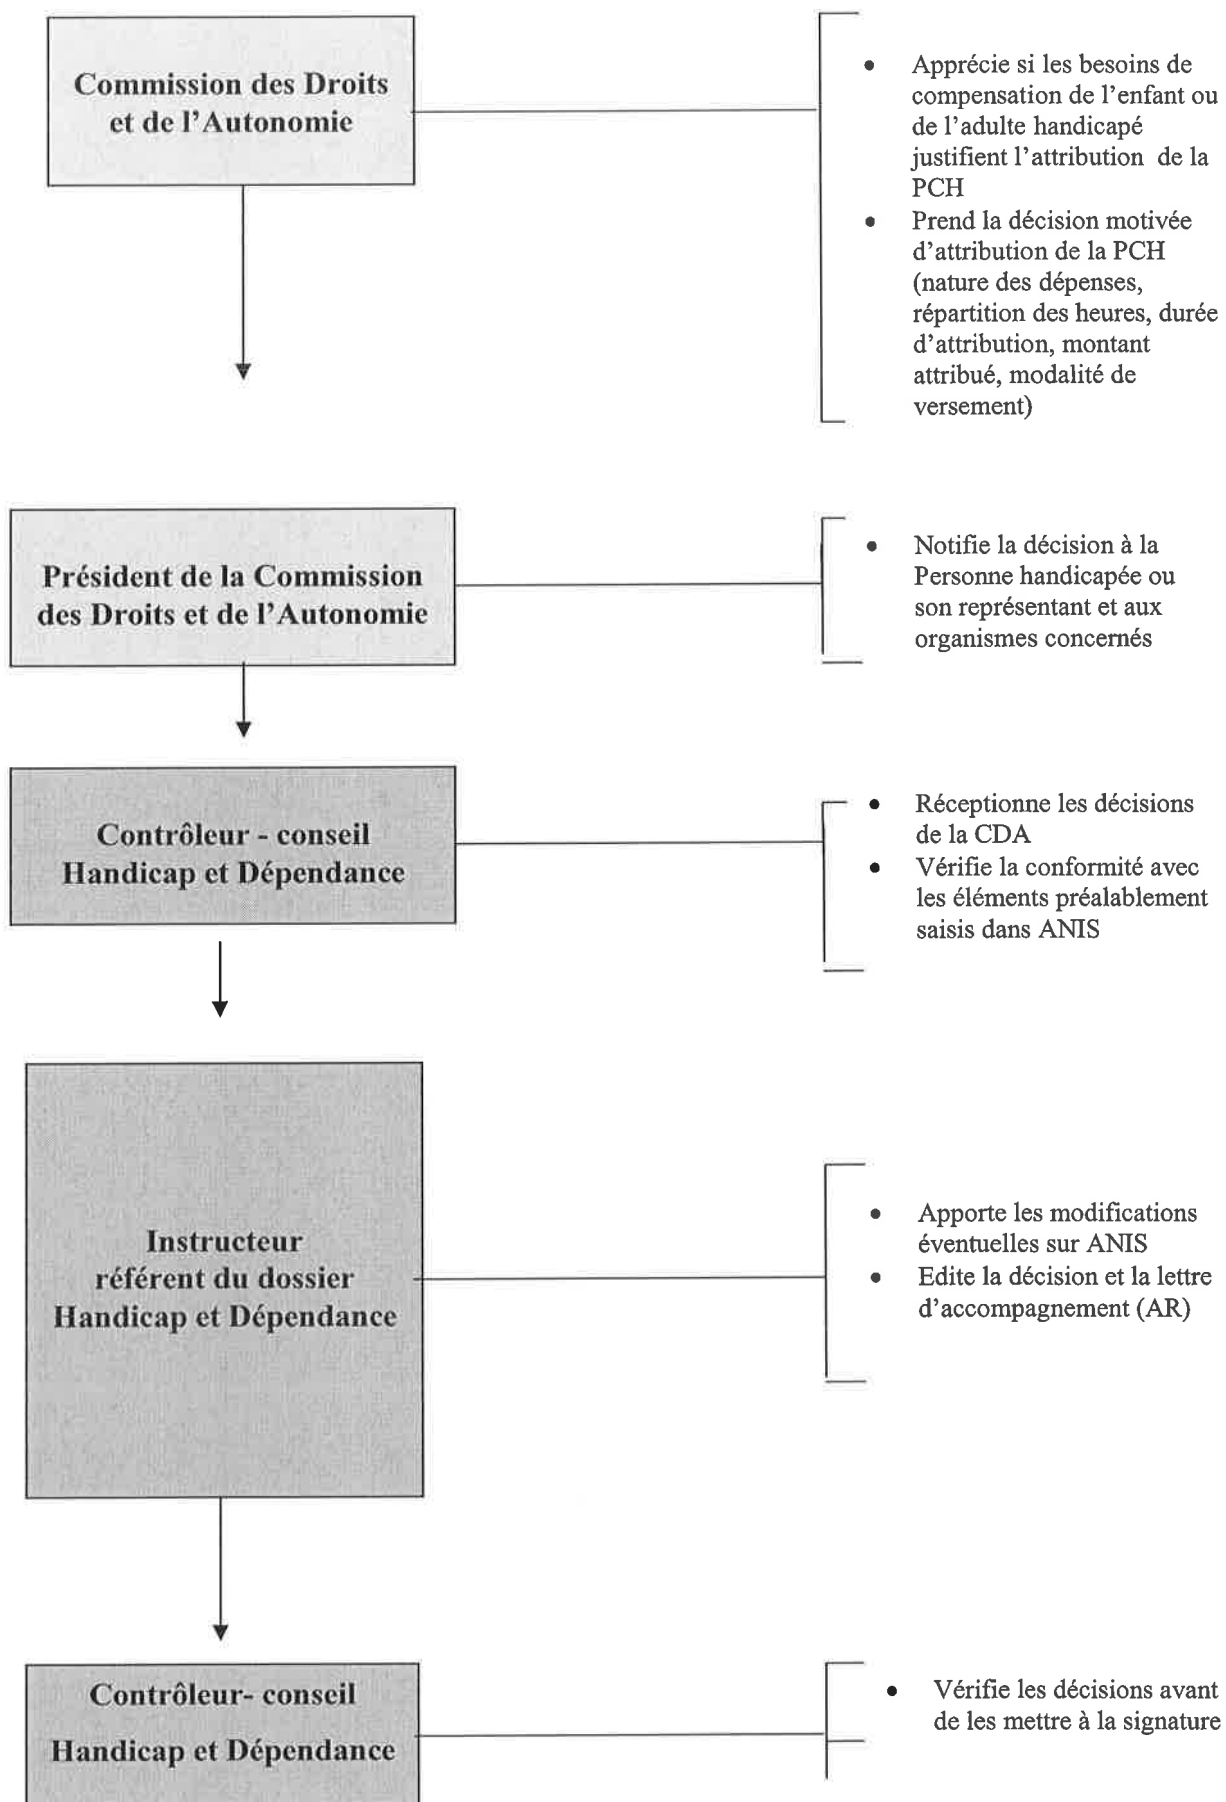 Commission des Droits
et de l'Autonomie
• Apprécie si les besoins de
compensation de l'enfant ou
de l'adulte handicapé
justifient l'attribution de la
PCH
• Prend la décision motivée
d'attribution de la PCH
(nature des dépenses,
répartition des heures, durée
d'attribution, montant
attribué, modalité de
versement)
Président de la Commission
des Droits et de l'Autonomie
• Notifie la décision à la
Personne handicapée ou
son représentant et aux
organismes concernés
Contrôleur - conseil
Handicap et Dépendance
• Réceptionne les décisions
de la CDA
• Vérifie la conformité avec
les éléments préalablement
saisis dans ANIS
Instructeur
référent du dossier
Handicap et Dépendance
• Apporte les modifications
éventuelles sur ANIS
• Edite la décision et la lettre
d'accompagnement (AR)
Contrôleur- conseil
Handicap et Dépendance
• Vérifie les décisions avant
de les mettre à la signature